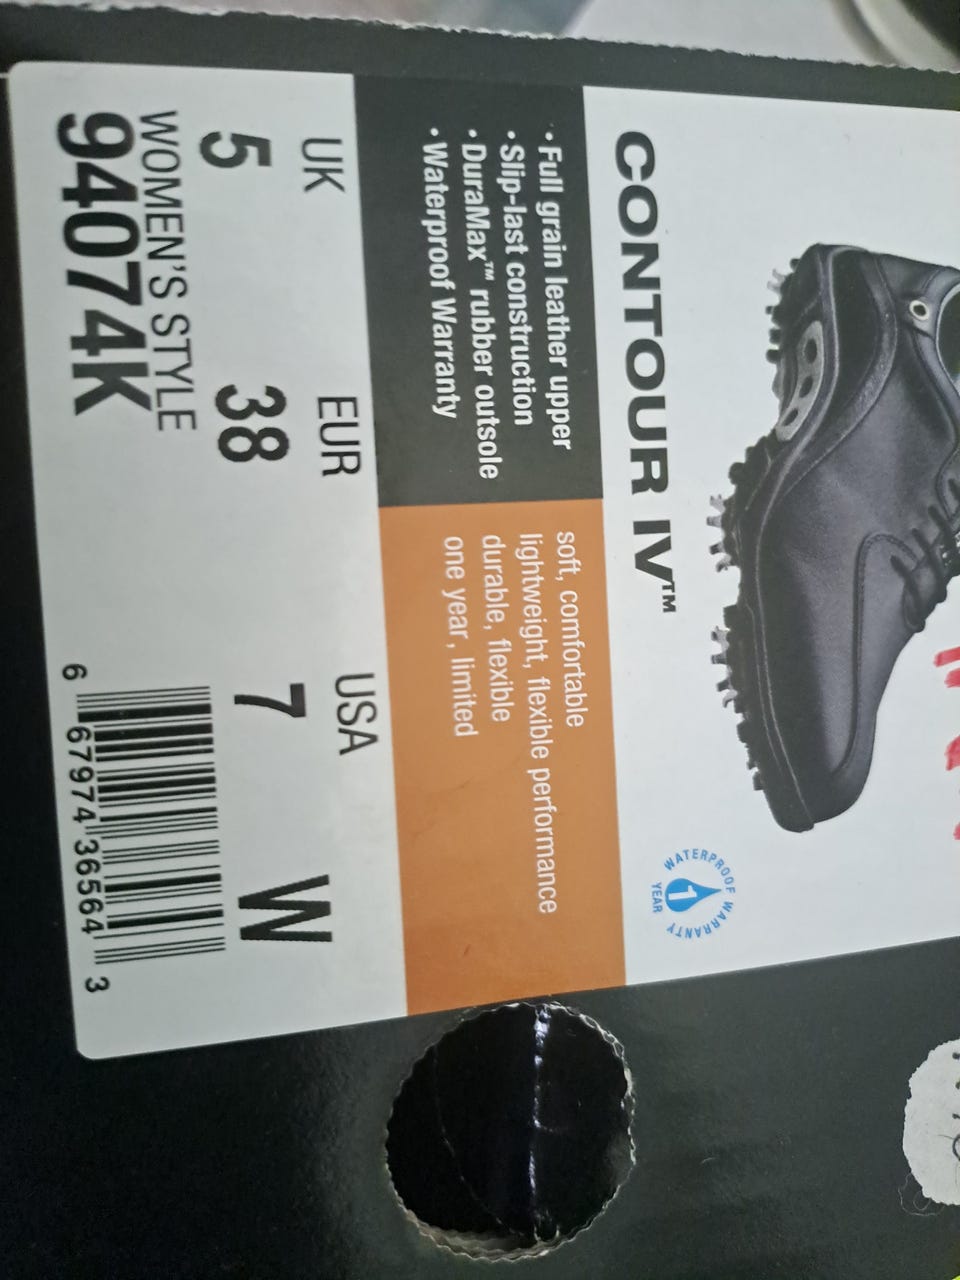 CONTOUR IV™
WATERPROOF WARRANTY
1
YEAR
• Full grain leather upper
• Slip-last construction
• DuraMax™ rubber outsole
• Waterproof Warranty
soft, comfortable
lightweight, flexible performance
durable, flexible
one year, limited
UK EUR USA
5 38 7 W
WOMEN'S STYLE
94074K
6 67974 36564 3